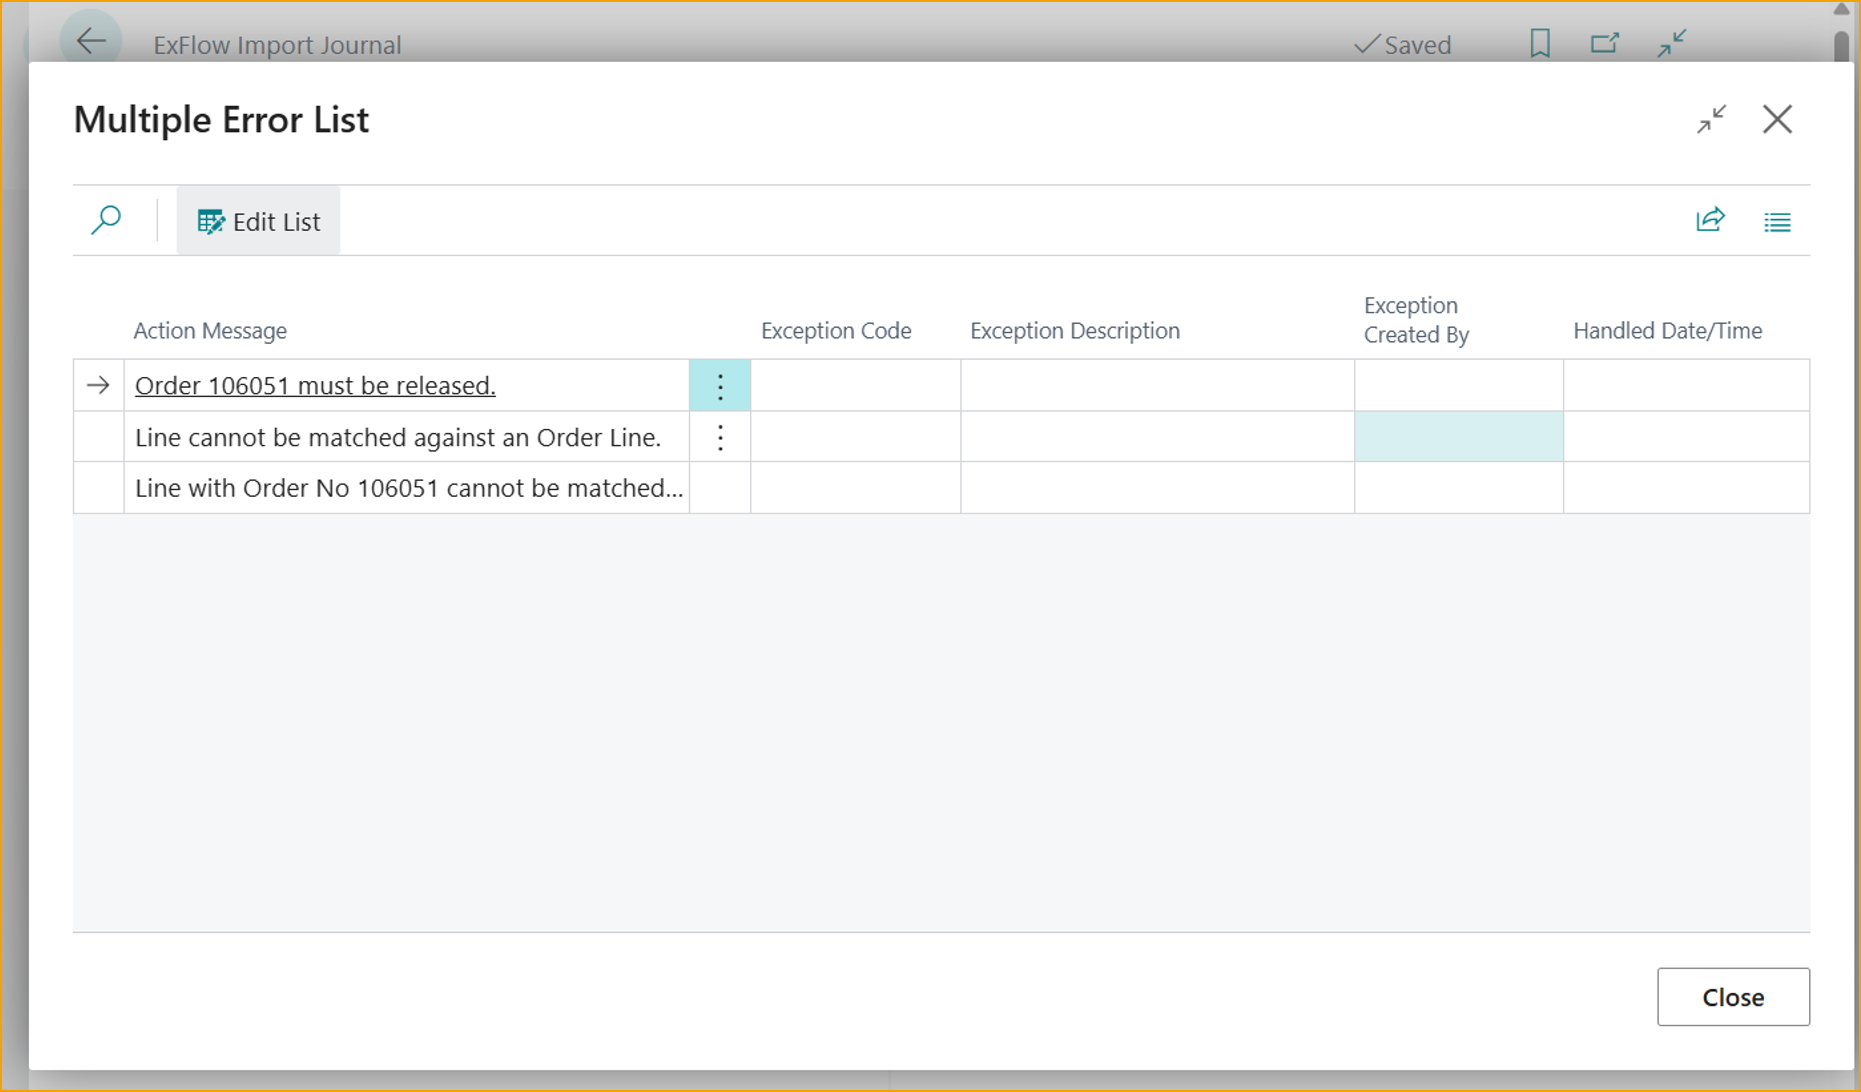 ExFlow Import Journal
Saved
Multiple Error List
Edit List
Action Message
Exception Code
Exception Description
Exception
Created By
Handled Date/Time
Order 106051 must be released.
Line cannot be matched against an Order Line.
Line with Order No 106051 cannot be matched...
Close